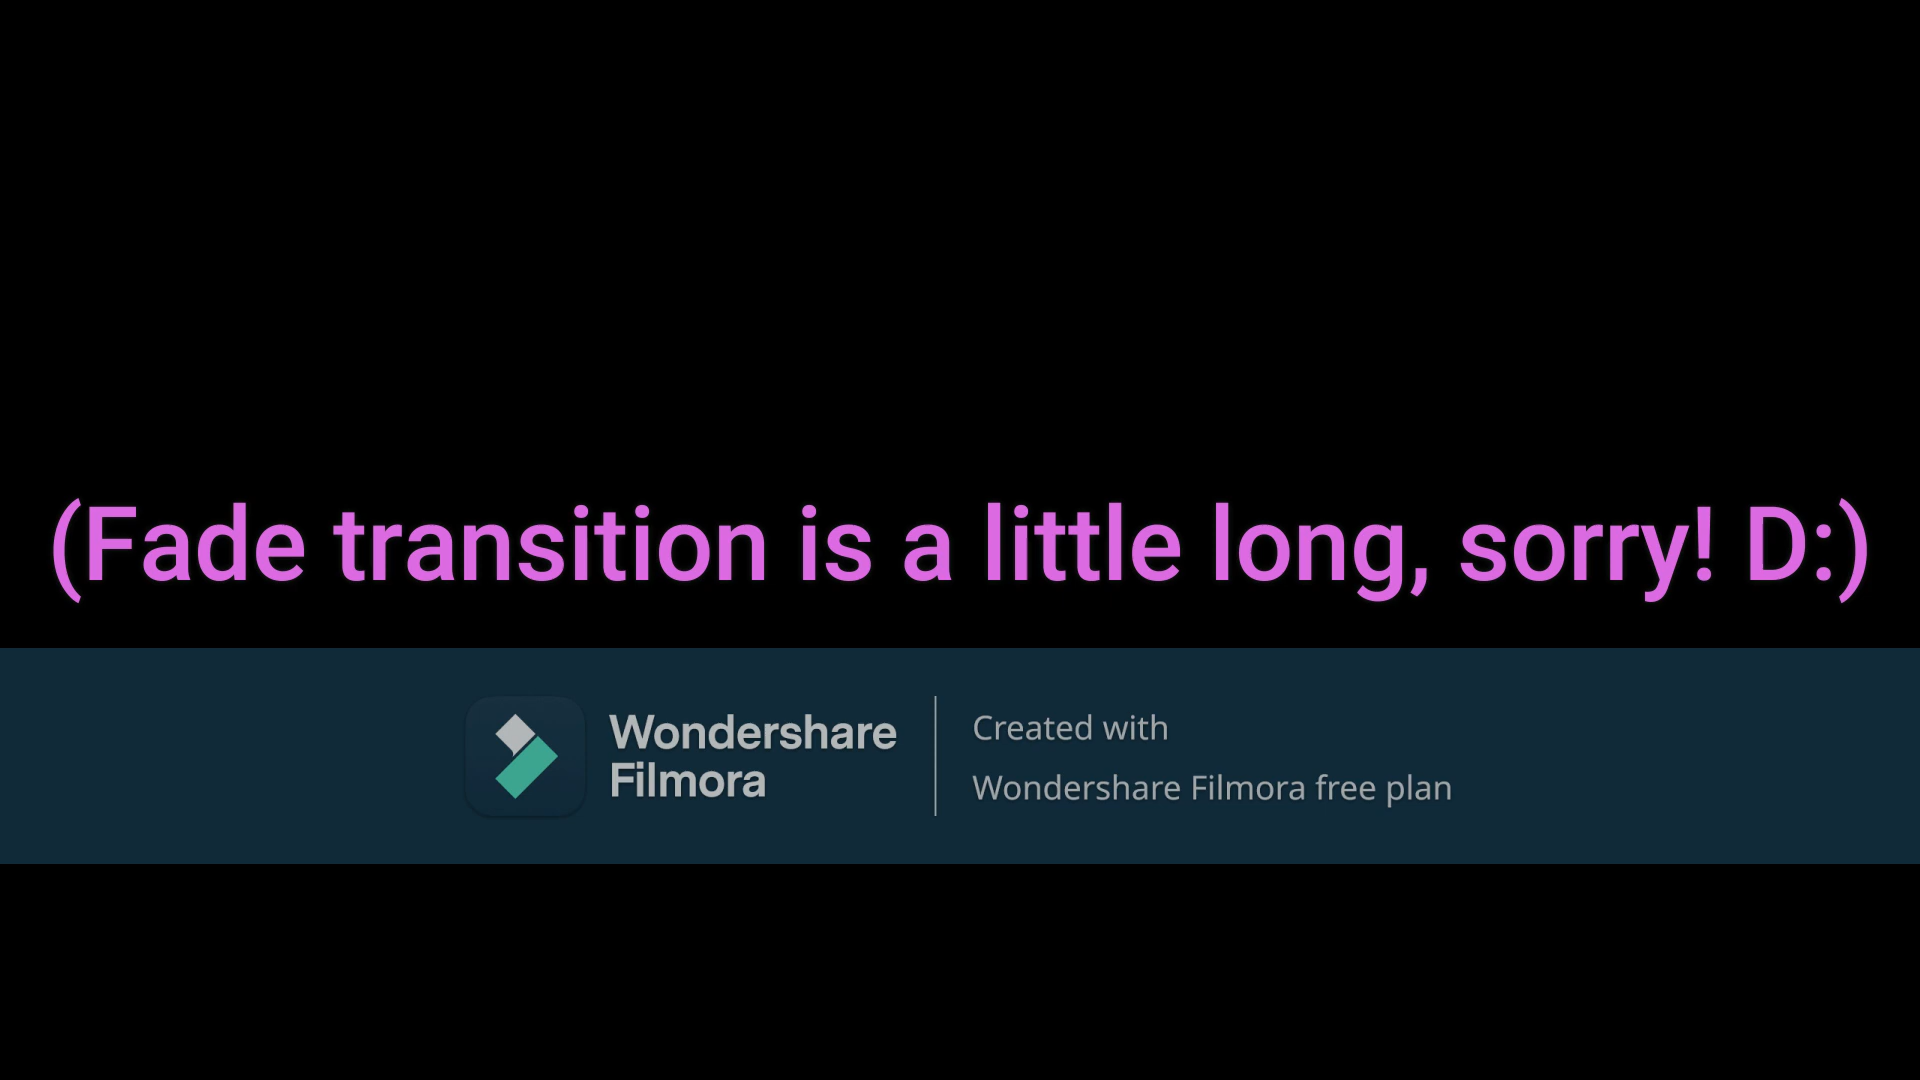 (Fade transition is a little long, sorry! D:)
Wondershare
Filmora
Created with
Wondershare Filmora free plan